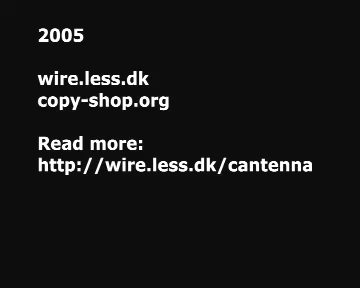 2005
wire.less.dk
copy-shop.org
Read more:
http://wire.less.dk/cantenna